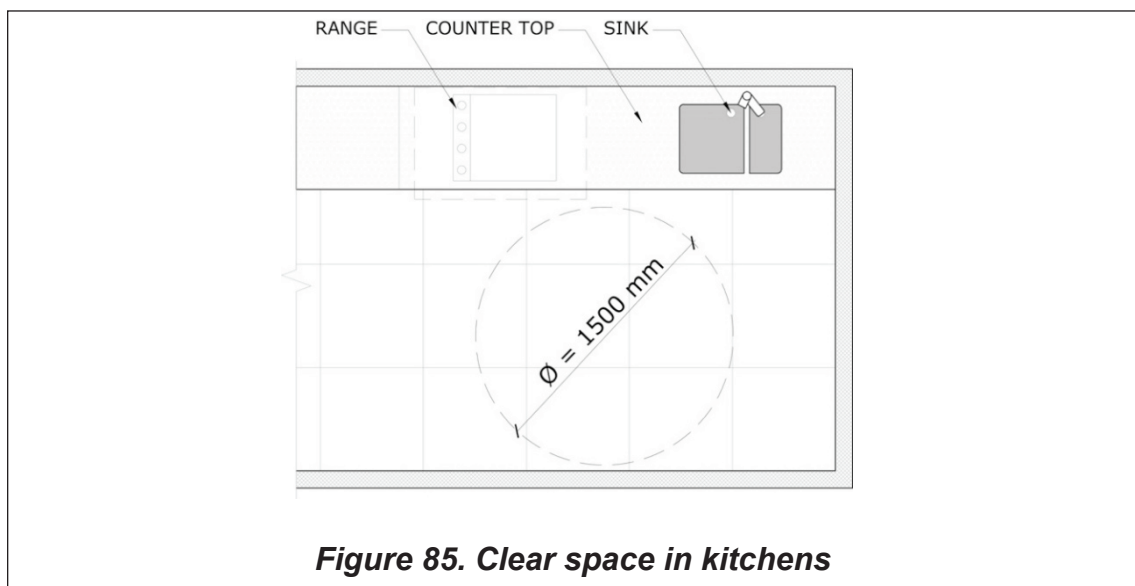 RANGE COUNTER TOP SINK
Ø = 1500 mm
Figure 85. Clear space in kitchens